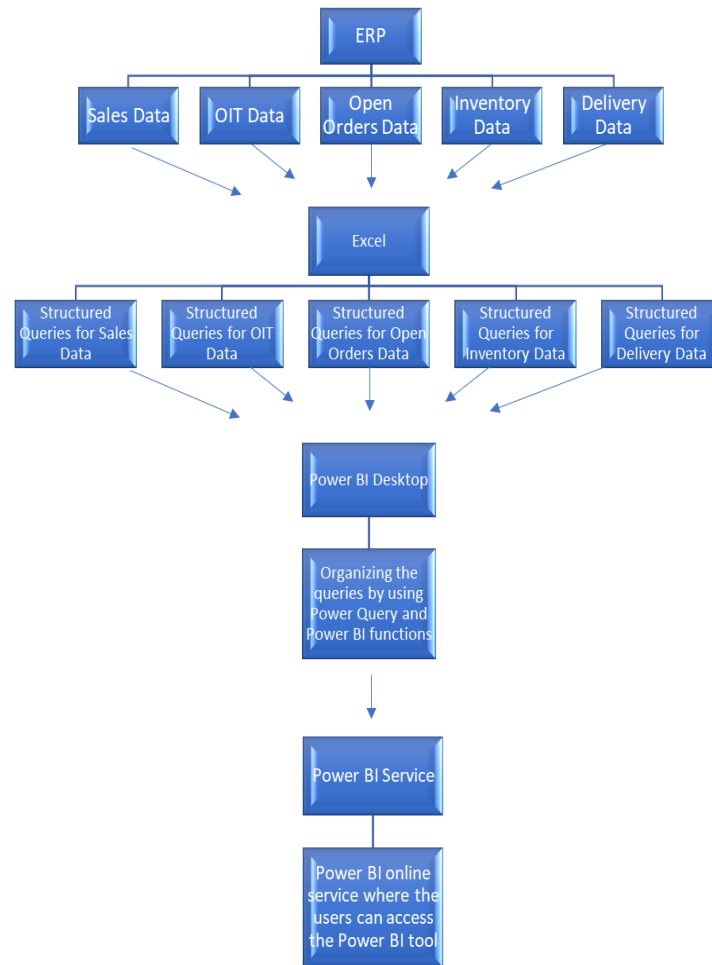 ERP
Sales Data
OIT Data
Open
Orders Data
Inventory
Data
Delivery
Data
Excel
Structured
Queries for Sales
Data
Structured
Queries for OIT
Data
Structured
Queries for Open
Orders Data
Structured
Queries for
Inventory Data
Structured
Queries for
Delivery Data
Power BI Desktop
Organizing the
queries by using
Power Query and
Power BI functions
Power BI Service
Power BI online
service where the
users can access
the Power BI tool